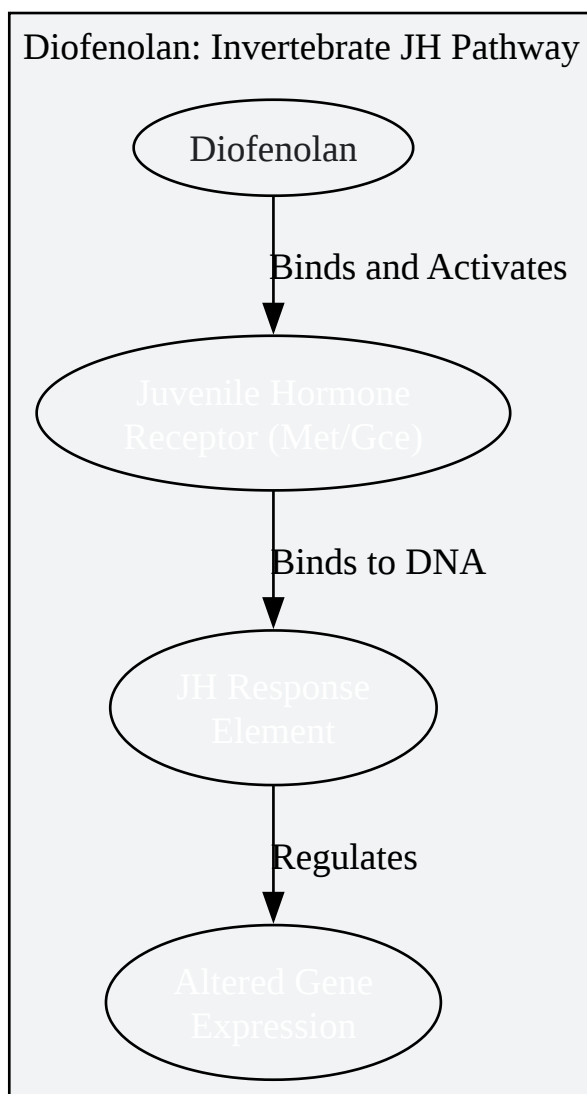 Diofenolan: Invertebrate JH Pathway
Diofenolan
Binds and Activates
Juvenile Hormone
Receptor (Met/Gce)
Binds to DNA
JH Response
Element
Regulates
Altered Gene
Expression